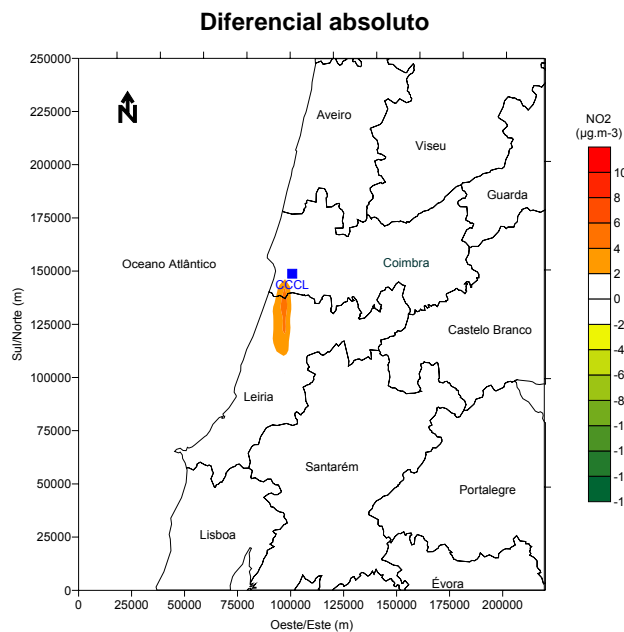 Diferencial absoluto
250000
225000
200000
175000
150000
125000
100000
75000
50000
25000
0
Sul/Norte (m)
N
Aveiro
Viseu
Guarda
Oceano Atlântico
Coimbra
CCCL
Castelo Branco
Leiria
Santarém
Portalegre
Lisboa
Évora
0
25000
50000
75000
100000
125000
150000
175000
200000
Oeste/Este (m)
NO2
(µg.m-3)
10
8
6
4
2
0
-2
-4
-6
-8
-1
-1
-1